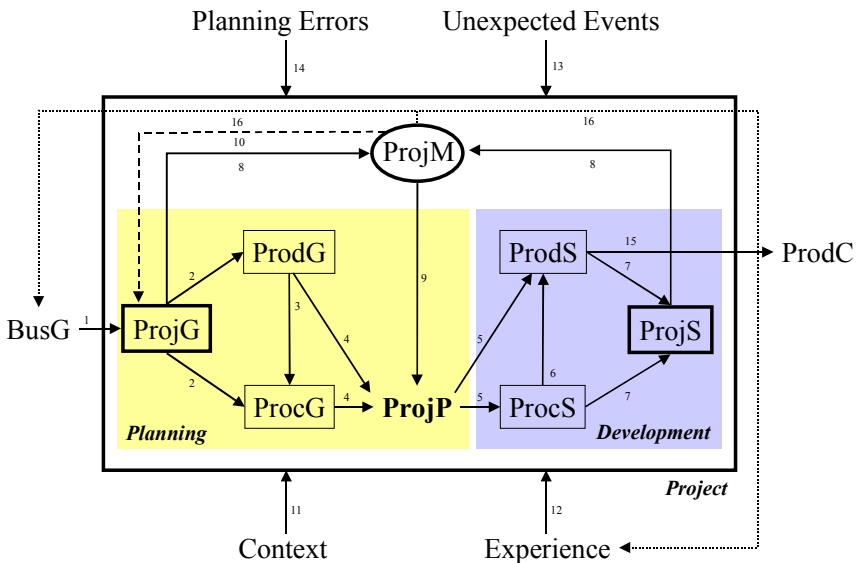 Planning Errors Unexpected Events
14 13
16 16
10
ProjM
8 8
ProdG ProdS 15 ProdC
2 9 7
3
BusG 1 ProjG ProjS
4 5
2 6 7
ProcG 4 ProjP 5 ProcS
Planning Development
Project
11 12
Context Experience